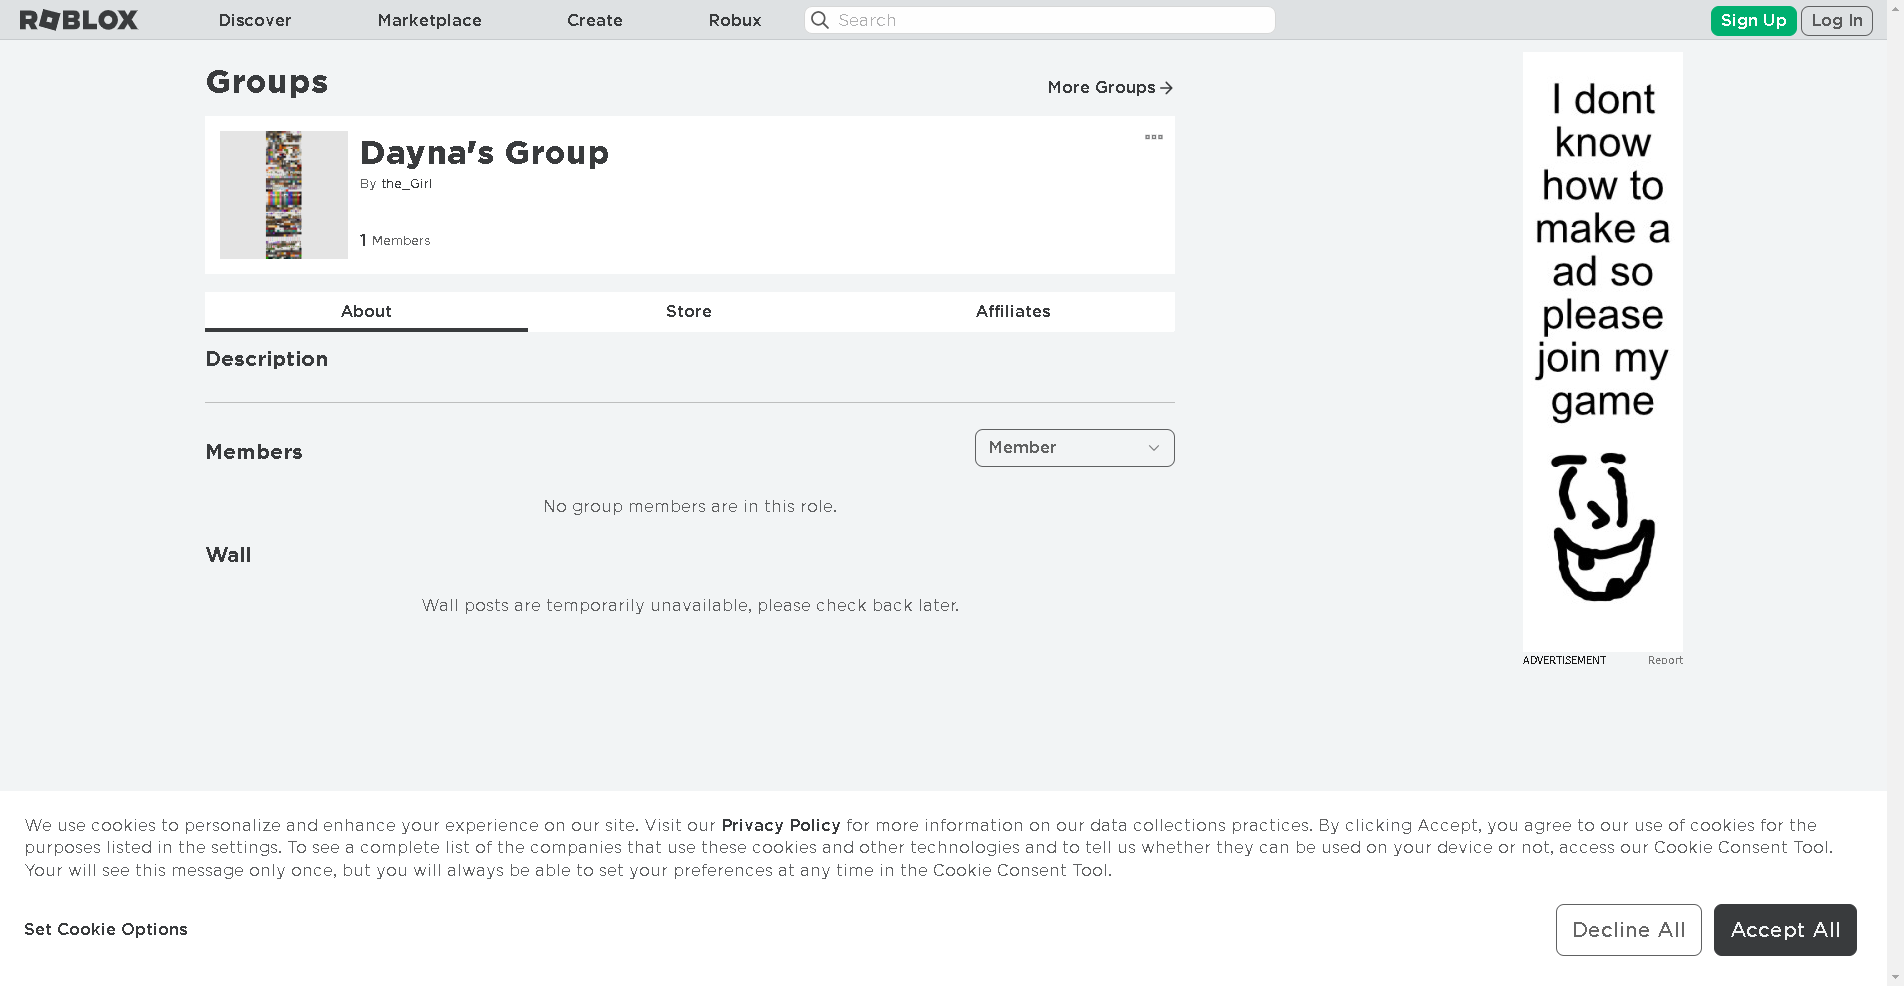 ROBLOX Discover Marketplace Create Robux Search Sign Up Log In
Groups
More Groups
Dayna's Group
By the_Girl
1 Members
About Store Affiliates
Description
Members
Member
No group members are in this role.
Wall
Wall posts are temporarily unavailable, please check back later.
I dont
know
how to
make a
ad so
please
join my
game
ADVERTISEMENT Report
We use cookies to personalize and enhance your experience on our site. Visit our Privacy Policy for more information on our data collections practices. By clicking Accept, you agree to our use of cookies for the
purposes listed in the settings. To see a complete list of the companies that use these cookies and other technologies and to tell us whether they can be used on your device or not, access our Cookie Consent Tool.
Your will see this message only once, but you will always be able to set your preferences at any time in the Cookie Consent Tool.
Set Cookie Options
Decline All
Accept All